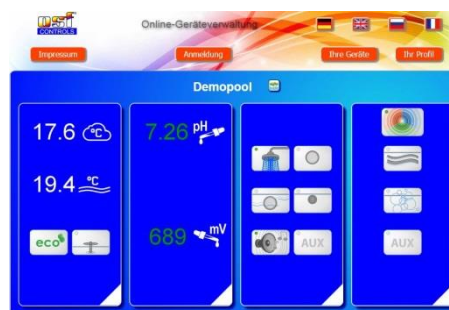 CONTROLS
Online-Geräteverwaltung
Impressum
Anmeldung
Ihre Geräte
Ihr Profil
Demopool
17.6 °C
7.26 pH
19.4 °C
eco
689 mV
AUX
AUX